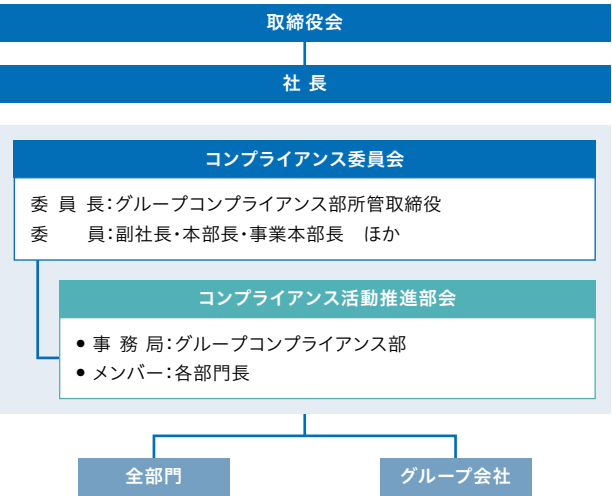 取締役会
社 長
コンプライアンス委員会
委 員 長：グループコンプライアンス部所管取締役
委　　員：副社長・本部長・事業本部長　ほか
コンプライアンス活動推進部会
● 事 務 局：グループコンプライアンス部
● メンバー：各部門長
全部門
グループ会社